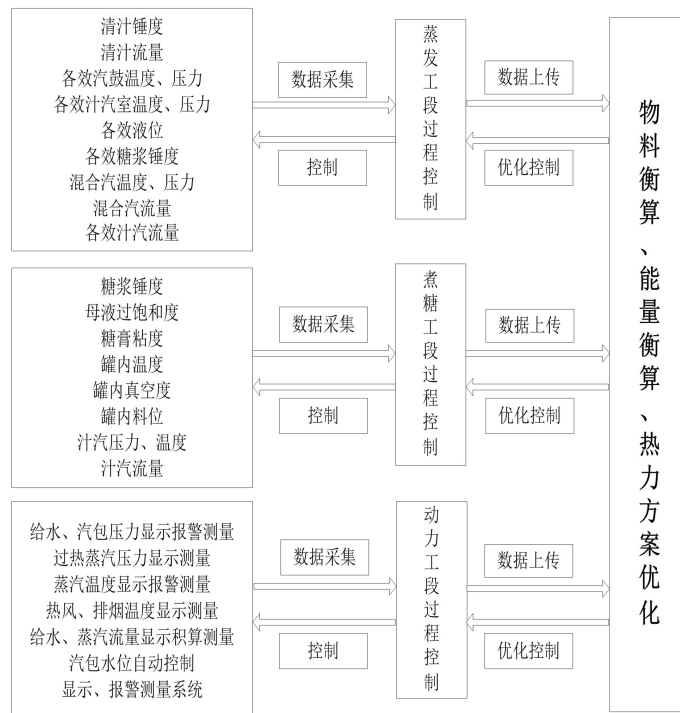 清汁锤度
清汁流量
各效汽鼓温度、压力
各效汁汽室温度、压力
各效液位
各效糖浆锤度
混合汽温度、压力
混合汽流量
各效汁汽流量
数据采集
控制
蒸发工段过程控制
数据上传
优化控制
糖浆锤度
母液过饱和度
糖膏粘度
罐内温度
罐内真空度
罐内料位
汁汽压力、温度
汁汽流量
数据采集
控制
煮糖工段过程控制
数据上传
优化控制
给水、汽包压力显示报警测量
过热蒸汽压力显示测量
蒸汽温度显示报警测量
热风、排烟温度显示测量
给水、蒸汽流量显示积算测量
汽包水位自动控制
显示、报警测量系统
数据采集
控制
动力工段过程控制
数据上传
优化控制
物料衡算、能量衡算、热力方案优化